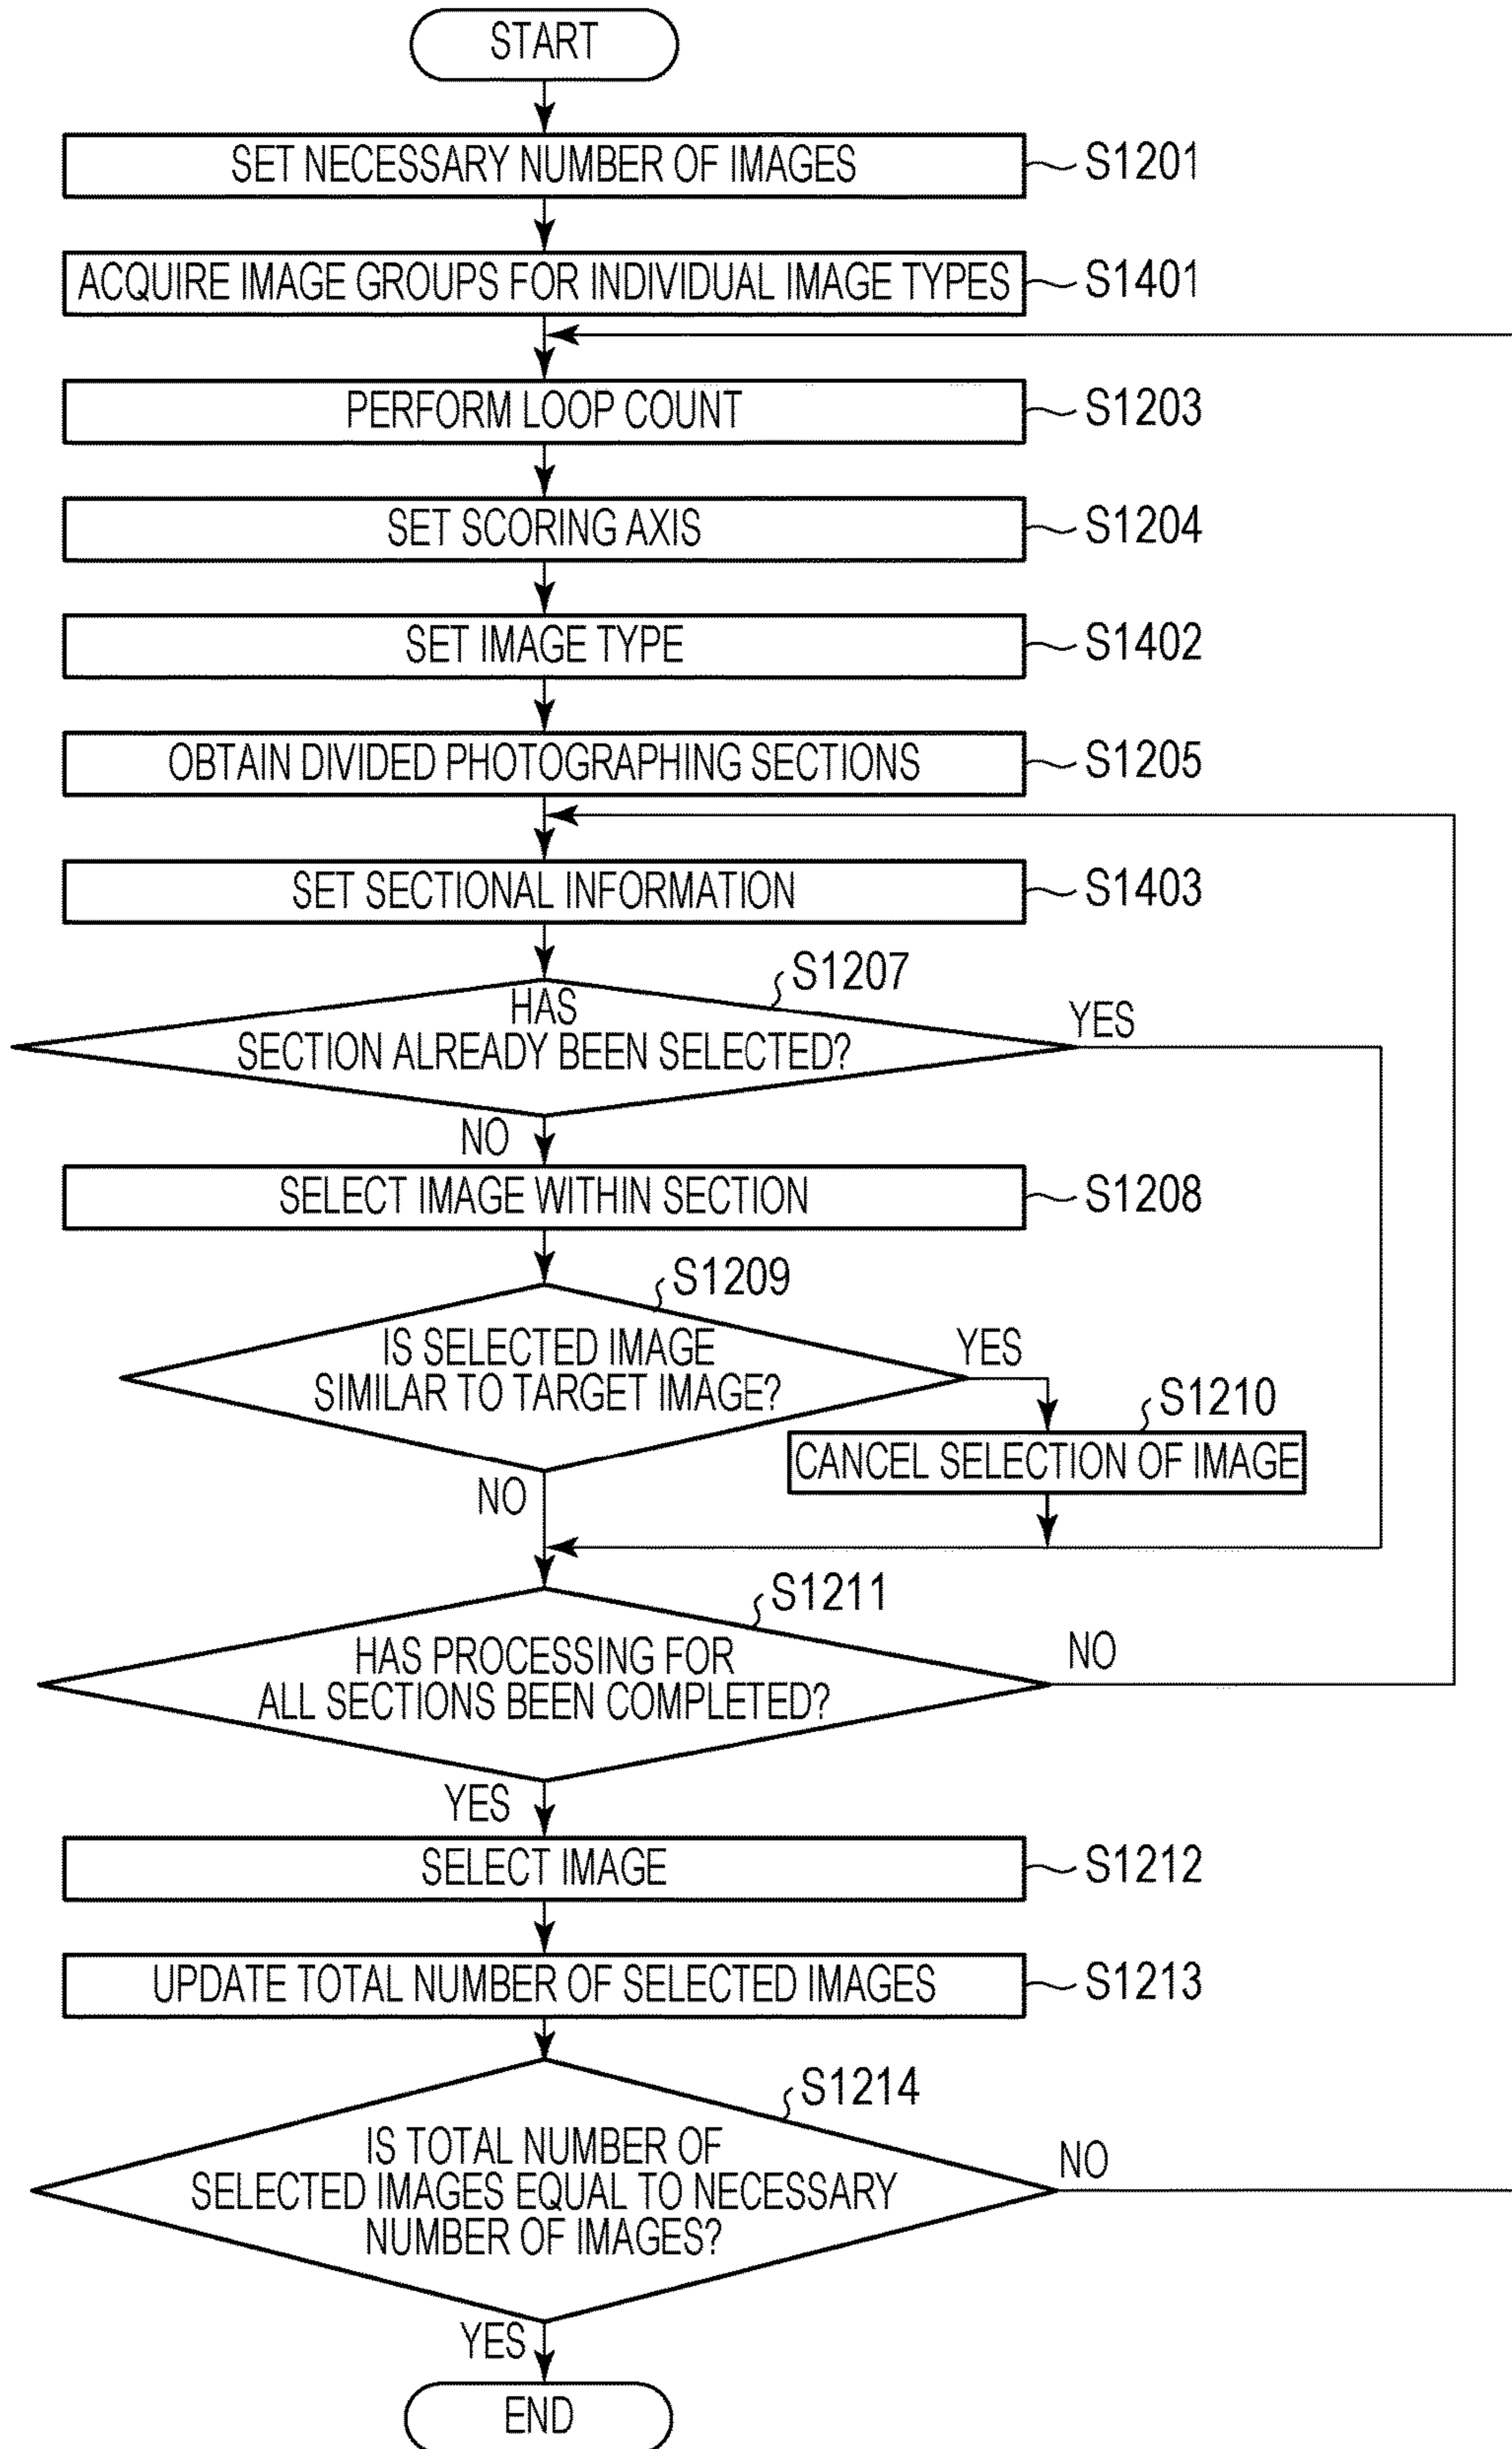 START
SET NECESSARY NUMBER OF IMAGES
S1201
ACQUIRE IMAGE GROUPS FOR INDIVIDUAL IMAGE TYPES
S1401
PERFORM LOOP COUNT
S1203
SET SCORING AXIS
S1204
SET IMAGE TYPE
S1402
OBTAIN DIVIDED PHOTOGRAPHING SECTIONS
S1205
SET SECTIONAL INFORMATION
S1403
S1207
HAS
SECTION ALREADY BEEN SELECTED?
YES
NO
SELECT IMAGE WITHIN SECTION
S1208
S1209
IS SELECTED IMAGE
SIMILAR TO TARGET IMAGE?
YES
S1210
CANCEL SELECTION OF IMAGE
NO
S1211
HAS PROCESSING FOR
ALL SECTIONS BEEN COMPLETED?
NO
YES
SELECT IMAGE
S1212
UPDATE TOTAL NUMBER OF SELECTED IMAGES
S1213
S1214
IS TOTAL NUMBER OF
SELECTED IMAGES EQUAL TO NECESSARY
NUMBER OF IMAGES?
NO
YES
END